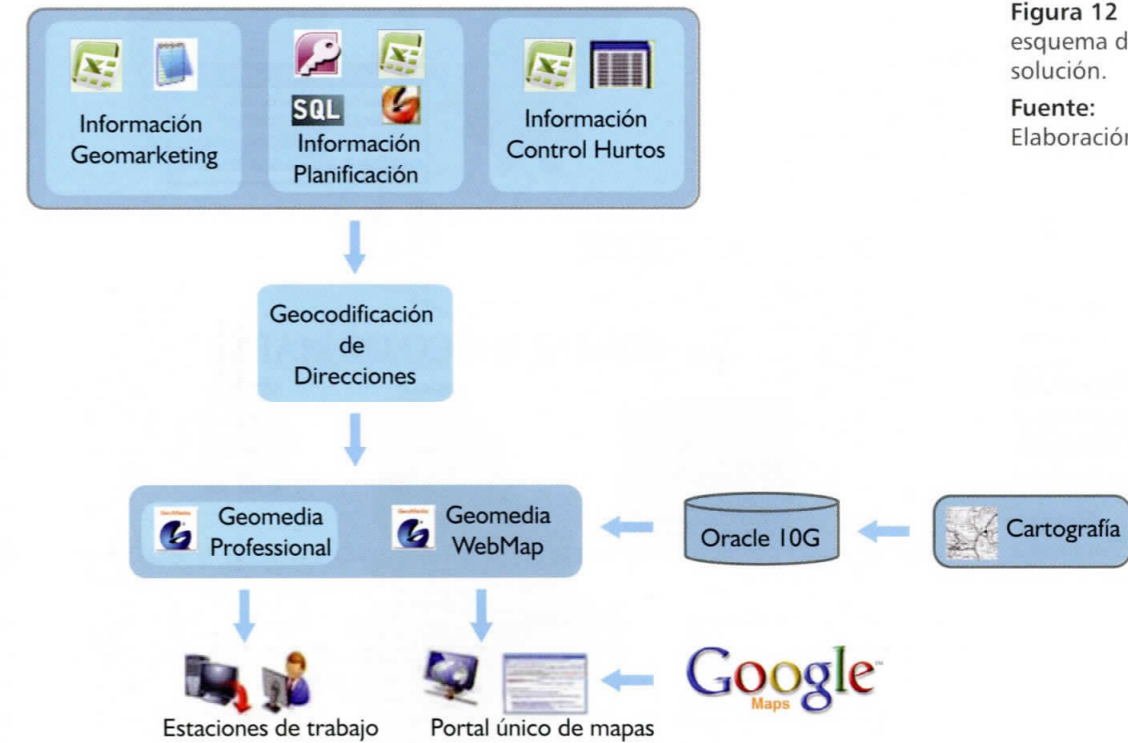 Figura 12
esquema d
solución.
Fuente:
Elaboración
SQL
Información
Geomarketing
Información
Planificación
Información
Control Hurtos
Geocodificación
de
Direcciones
Geomedia
Professional
Geomedia
WebMap
Oracle 10G
Cartografía
Estaciones de trabajo
Portal único de mapas
Google
Maps